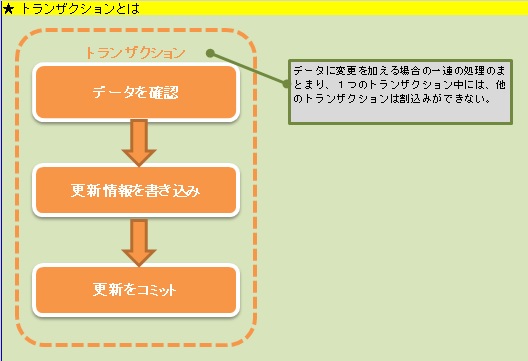 ★ トランザクションとは
トランザクション
データを確認
データに変更を加える場合の一連の処理のま
とまり、１つのトランザクション中には、他
のトランザクションは割込みができない。
更新情報を書き込み
更新をコミット